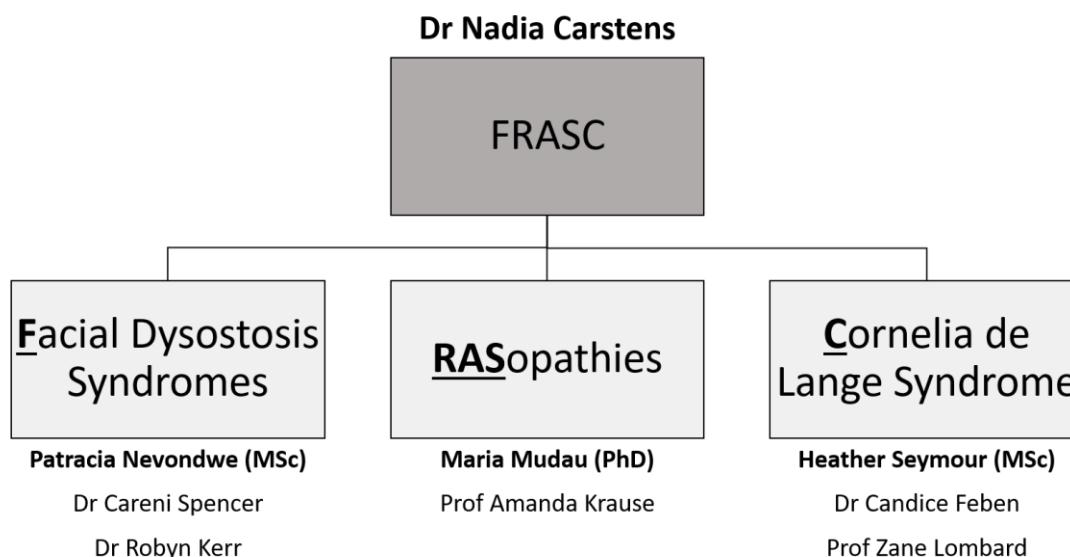 Dr Nadia Carstens
FRASC
Facial Dysostosis
Syndromes
Patracia Nevondwe (MSc)
Dr Careni Spencer
Dr Robyn Kerr
RASopathies
Maria Mudau (PhD)
Prof Amanda Krause
Cornelia de
Lange Syndrome
Heather Seymour (MSc)
Dr Candice Feben
Prof Zane Lombard